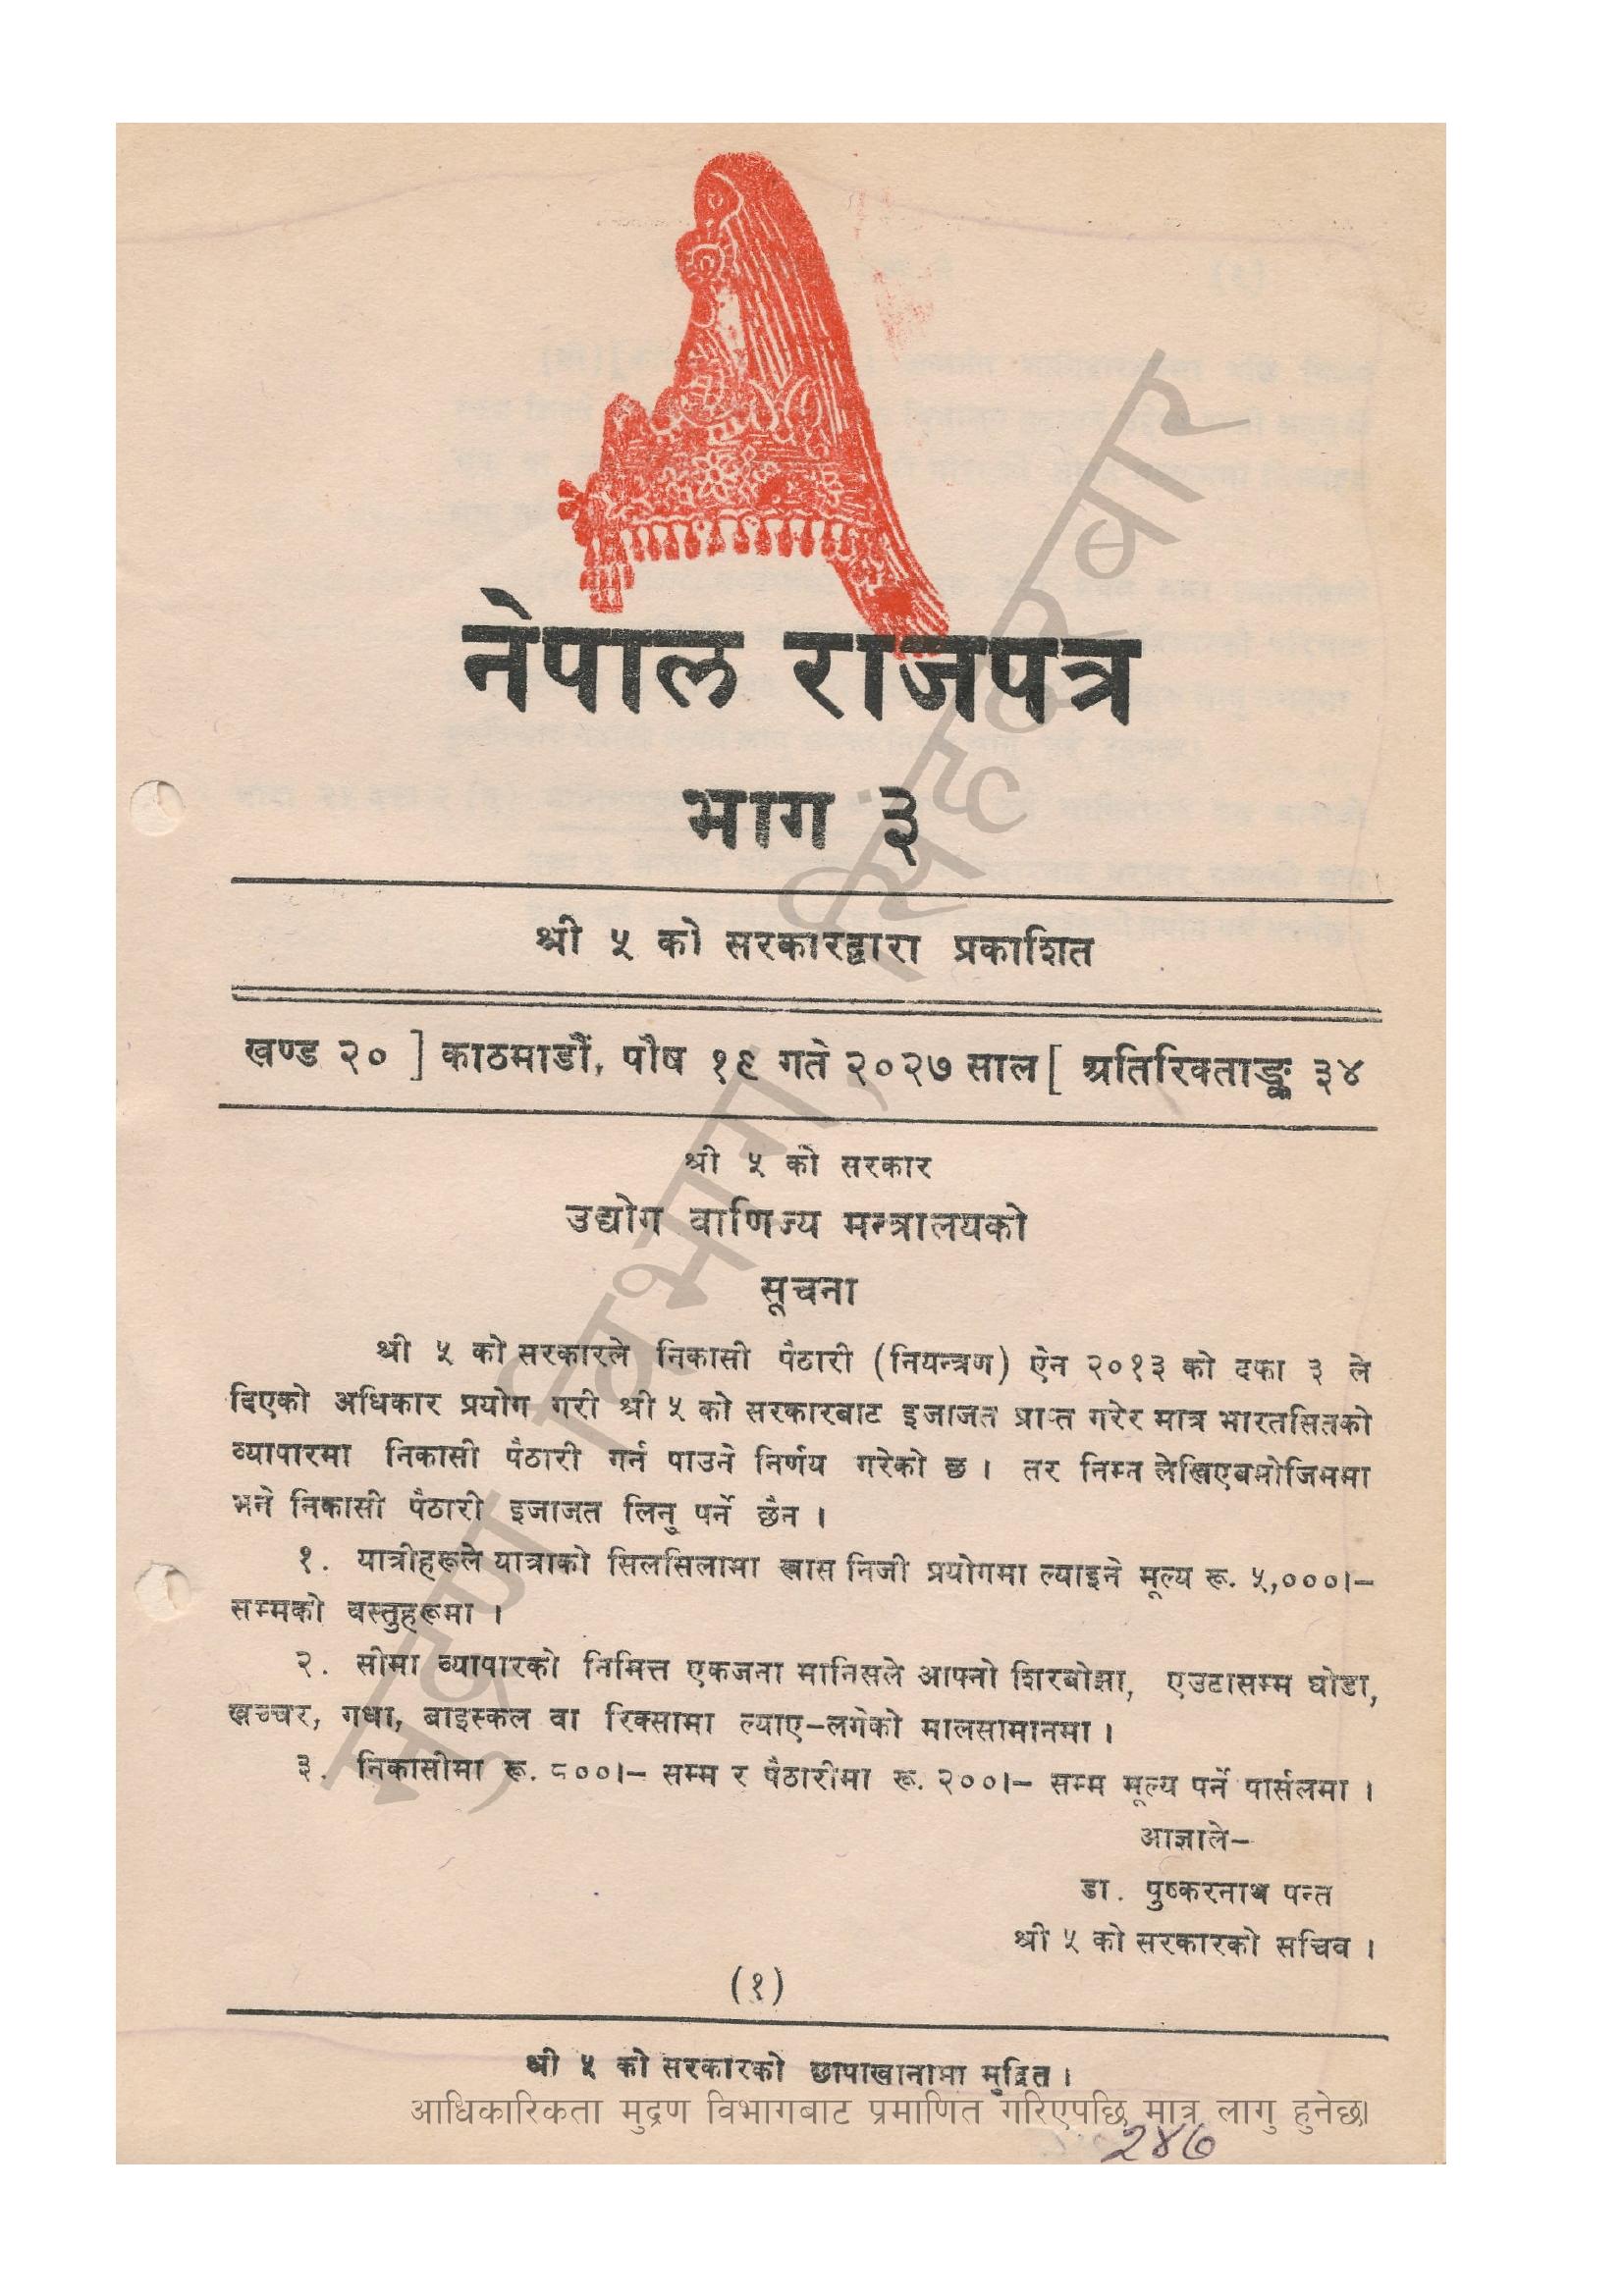 नेपाल राजपत्र
भाग ३
श्री ५ को सरकारद्वारा प्रकाशित
खण्ड २० ] काठमाडौं, पौष १९ गते २०२७ साल [ अतिरिक्ताङ्क ३४
श्री ५ को सरकार
उद्योग वाणिज्य मन्त्रालयको
सूचना
श्री ५ को सरकारले निकासी पैठारी (नियन्त्रण) ऐन २०१३ को दफा ३ ले
दिएको अधिकार प्रयोग गरी श्री ५ को सरकारबाट इजाजत प्राप्त गरेर मात्र भारतसितको
व्यापारमा निकासी पैठारी गर्न पाउने निर्णय गरेको छ । तर निम्न लेखिएबमोजिममा
भने निकासी पैठारी इजाजत लिनु पर्ने छैन ।
१. यात्रीहरूले यात्राको सिलसिलामा खास निजी प्रयोगमा ल्याइने मूल्य रू. ५,०००।–
सम्मको वस्तुहरूमा ।
२. सीमा व्यापारको निमित्त एकजना मानिसले आफ्नो शिरबोझा, एउटासम्म घोडा,
खच्चर, गधा, बाइस्कल वा रिक्सामा ल्याए–लगेको मालसामानमा ।
३. निकासीमा रू. ८००।– सम्म र पैठारीमा रू. २००।– सम्म मूल्य पर्ने पार्सलमा ।
आज्ञाले–
डा. पुष्करनाथ पन्त
श्री ५ को सरकारको सचिव ।
(१)
श्री ५ को सरकारको छापाखानामा मुद्रित ।
आधिकारिकता मुद्रण विभागबाट प्रमाणित गरिएपछि मात्र लागु हुनेछ।
२४७
मुद्रण विभाग, सिंहदरबार